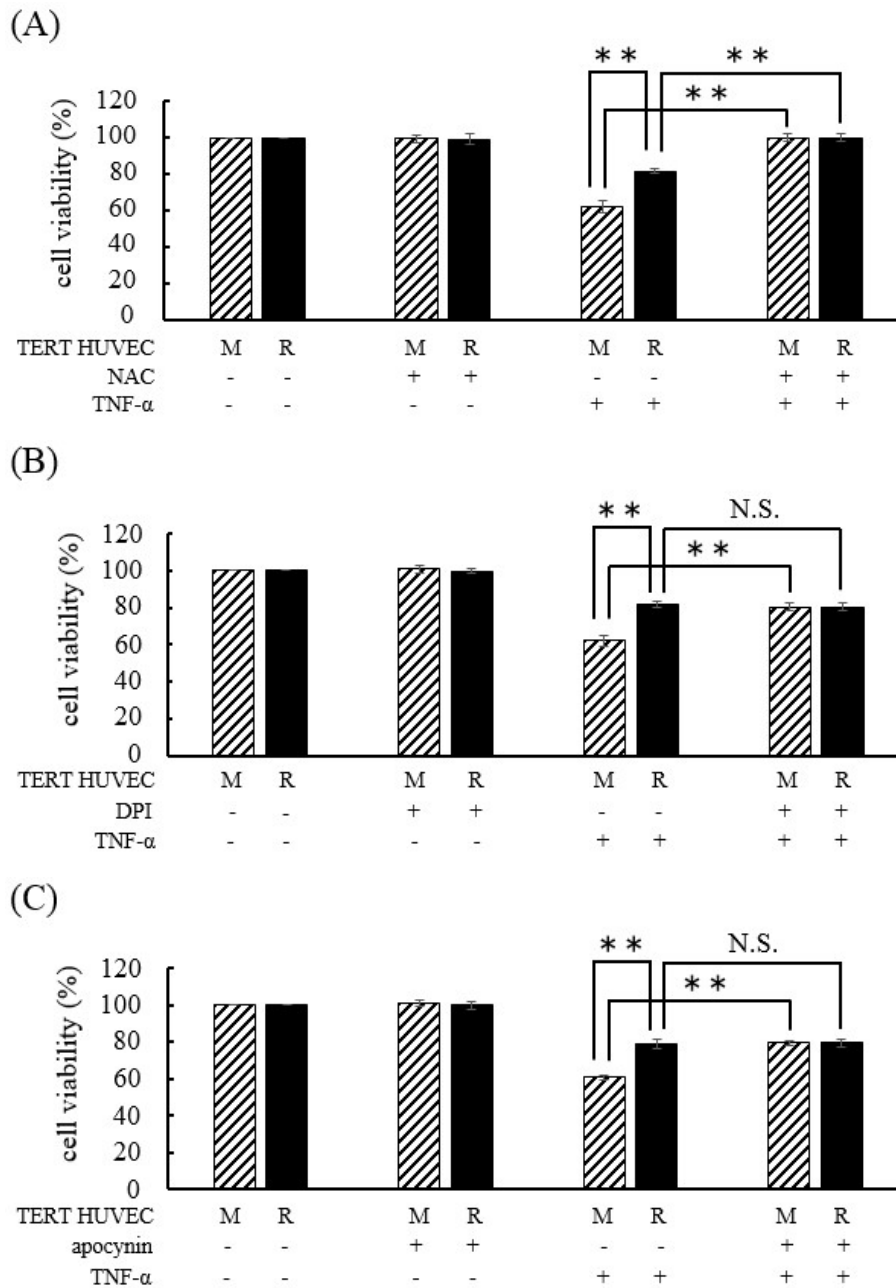 (A)
** **
**
cell viability (%)
120
100
80
60
40
20
0
TERT HUVEC M R M R M R M R
NAC - - + + - - + +
TNF-α - - - - + + + +
(B)
** N.S.
**
cell viability (%)
120
100
80
60
40
20
0
TERT HUVEC M R M R M R M R
DPI - - + + - - + +
TNF-α - - - - + + + +
(C)
** N.S.
**
cell viability (%)
120
100
80
60
40
20
0
TERT HUVEC M R M R M R M R
apocynin - - + + - - + +
TNF-α - - - - + + + +